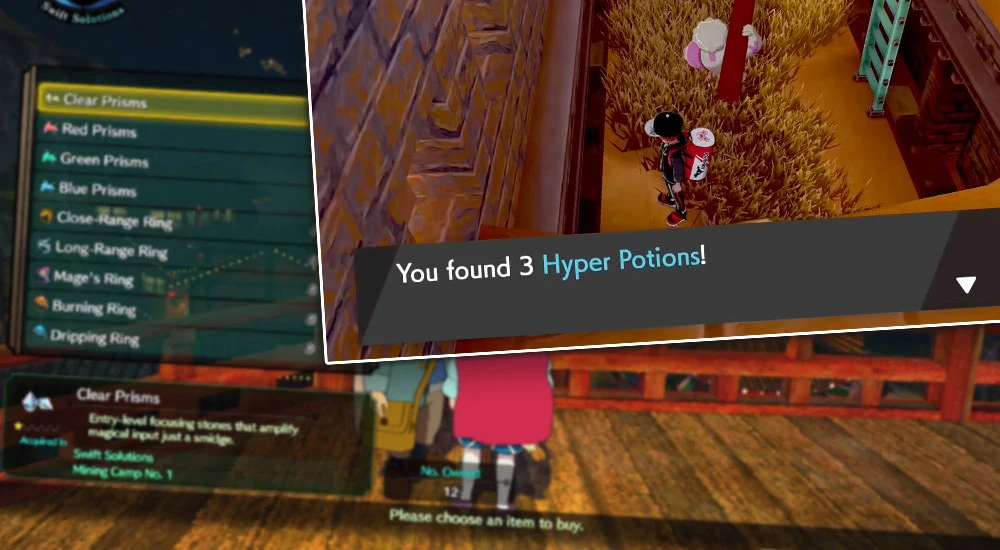 Swift Solutions
Clear Prisms
Red Prisms
Green Prisms
Blue Prisms
Close-Range Ring
Long-Range Ring
Mage's Ring
Burning Ring
Dripping Ring
You found 3 Hyper Potions!
Clear Prisms
Entry-level focusing stones that amplify
magical input just a smidge.
Acquired In
Swift Solutions
Mining Camp No. 1
No. Owned
12
Please choose an item to buy.